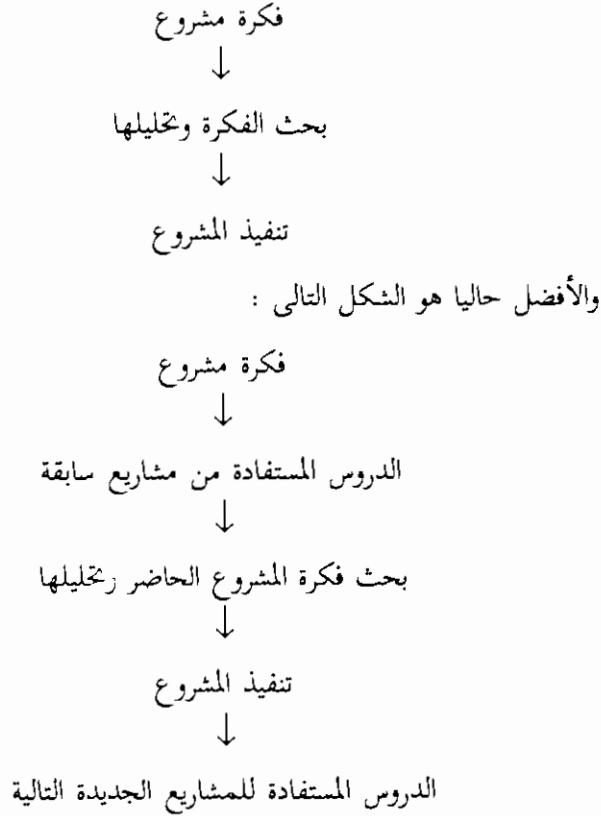 فكرة مشروع
↓
بحث الفكرة وتحليلها
↓
تنفيذ المشروع
والأفضل حاليا هو الشكل التالى :
فكرة مشروع
↓
الدروس المستفادة من مشاريع سابقة
↓
بحث فكرة المشروع الحاضر وتحليلها
↓
تنفيذ المشروع
↓
الدروس المستفادة للمشاريع الجديدة التالية